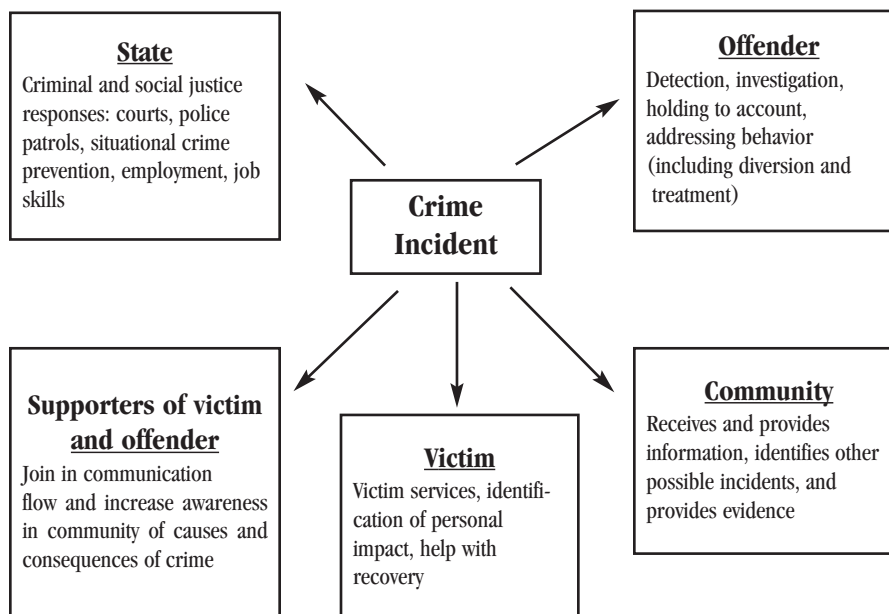 State
Criminal and social justice
responses: courts, police
patrols, situational crime
prevention, employment, job
skills
Offender
Detection, investigation,
holding to account,
addressing behavior
(including diversion and
treatment)
Crime
Incident
Supporters of victim
and offender
Join in communication
flow and increase awareness
in community of causes and
consequences of crime
Victim
Victim services, identifi-
cation of personal
impact, help with
recovery
Community
Receives and provides
information, identifies other
possible incidents, and
provides evidence